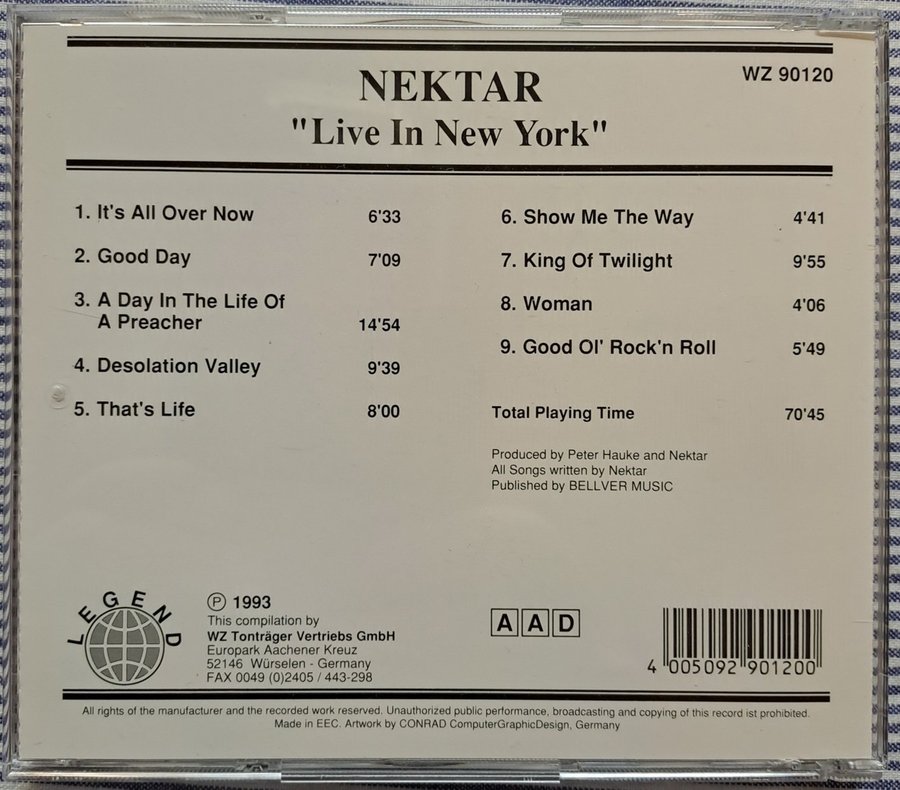 NEKTAR
WZ 90120
"Live In New York"
1. It's All Over Now 6'33
2. Good Day 7'09
3. A Day In The Life Of
A Preacher 14'54
4. Desolation Valley 9'39
5. That's Life 8'00
6. Show Me The Way 4'41
7. King Of Twilight 9'55
8. Woman 4'06
9. Good Ol' Rock'n Roll 5'49
Total Playing Time 70'45
Produced by Peter Hauke and Nektar
All Songs written by Nektar
Published by BELLVER MUSIC
LEGEND
Ⓟ 1993
This compilation by
WZ Tonträger Vertriebs GmbH
Europark Aachener Kreuz
52146 Würselen - Germany
FAX 0049 (0)2405 / 443-298
AAD
4 005092 901200
All rights of the manufacturer and the recorded work reserved. Unauthorized public performance, broadcasting and copying of this record ist prohibited.
Made in EEC. Artwork by CONRAD ComputerGraphicDesign, Germany